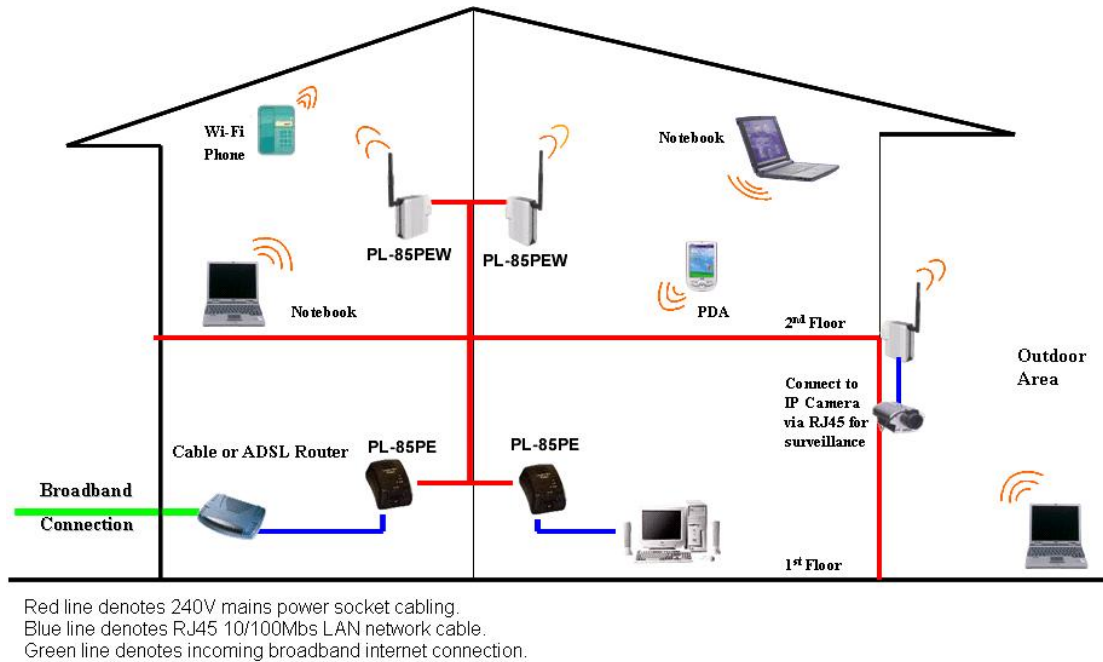 Wi-Fi
Phone
Notebook
PL-85PEW
PL-85PEW
Notebook
PDA
2nd Floor
Outdoor
Area
Connect to
IP Camera
via RJ45 for
surveillance
Cable or ADSL Router
PL-85PE
PL-85PE
Broadband
Connection
1st Floor
Red line denotes 240V mains power socket cabling.
Blue line denotes RJ45 10/100Mbs LAN network cable.
Green line denotes incoming broadband internet connection.